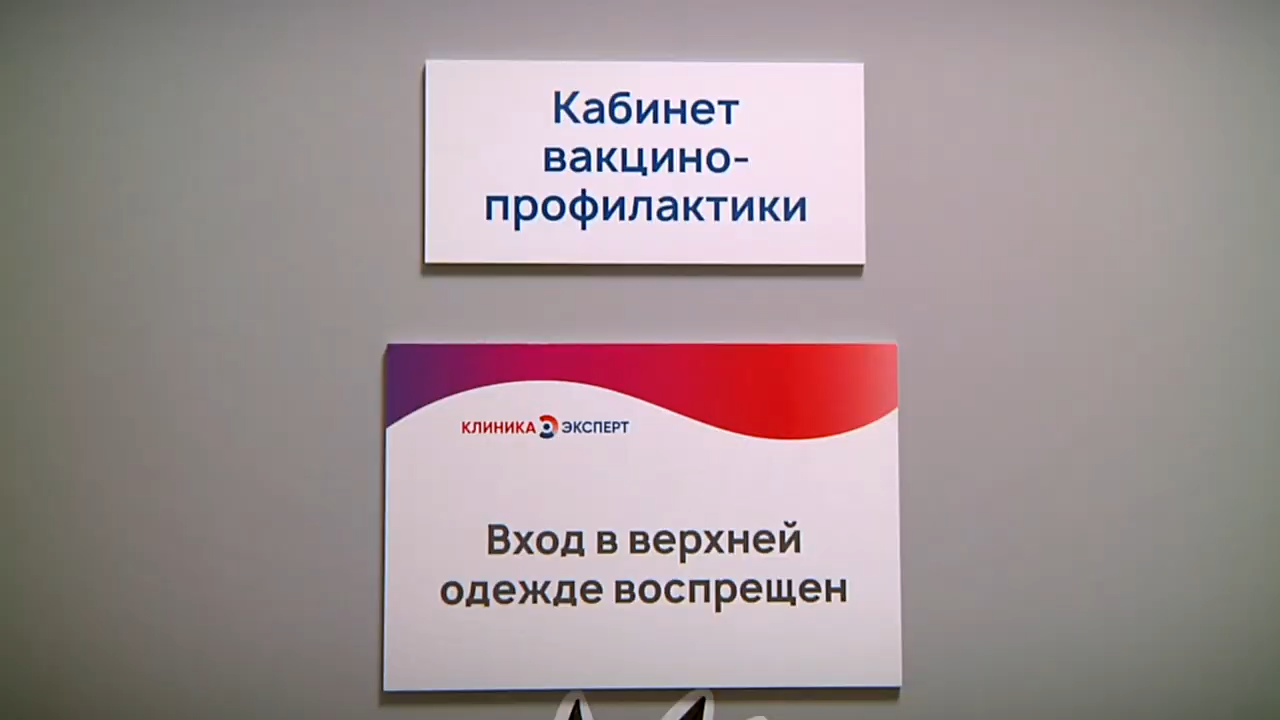 Кабинет
вакцино-
профилактики
КЛИНИКА ЭКСПЕРТ
Вход в верхней
одежде воспрещен